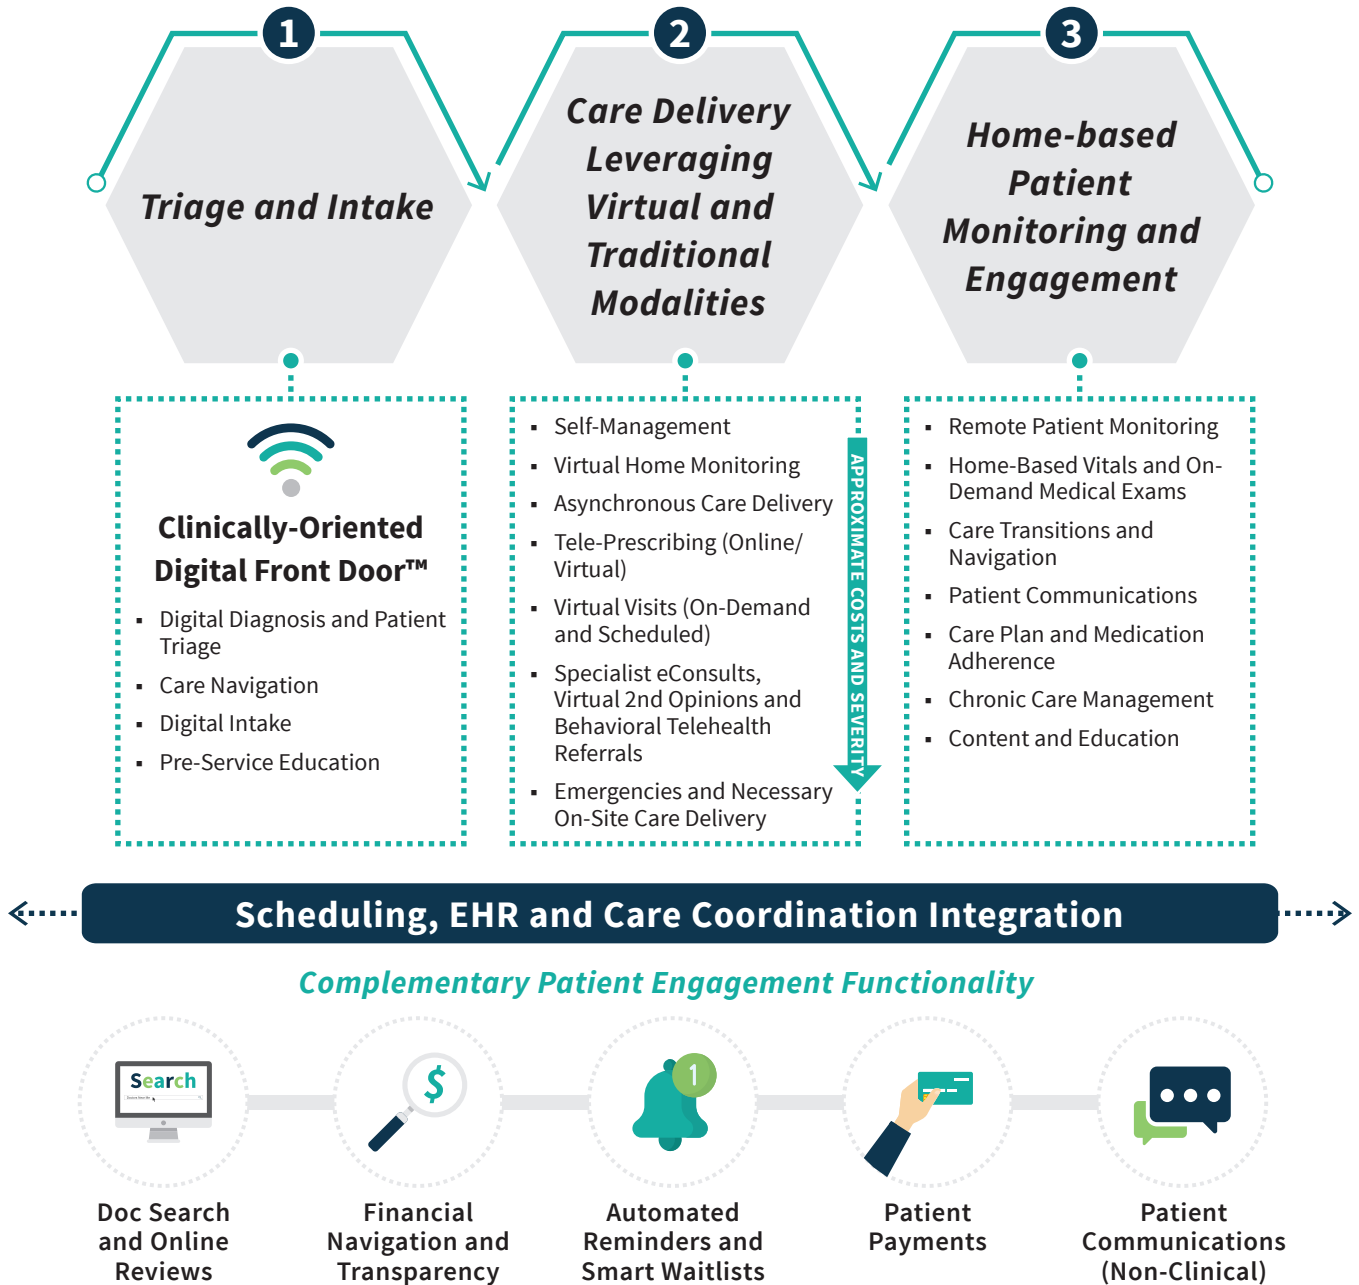 1
2
3
Triage and Intake
Care Delivery
Leveraging
Virtual and
Traditional
Modalities
Home-based
Patient
Monitoring and
Engagement
Clinically-Oriented
Digital Front Door™
▪ Digital Diagnosis and Patient
Triage
▪ Care Navigation
▪ Digital Intake
▪ Pre-Service Education
▪ Self-Management
▪ Virtual Home Monitoring
▪ Asynchronous Care Delivery
▪ Tele-Prescribing (Online/
Virtual)
▪ Virtual Visits (On-Demand
and Scheduled)
▪ Specialist eConsults,
Virtual 2nd Opinions and
Behavioral Telehealth
Referrals
▪ Emergencies and Necessary
On-Site Care Delivery
APPROXIMATE COSTS AND SEVERITY
▪ Remote Patient Monitoring
▪ Home-Based Vitals and On-
Demand Medical Exams
▪ Care Transitions and
Navigation
▪ Patient Communications
▪ Care Plan and Medication
Adherence
▪ Chronic Care Management
▪ Content and Education
Scheduling, EHR and Care Coordination Integration
Complementary Patient Engagement Functionality
Search
$
1
Doc Search
and Online
Reviews
Financial
Navigation and
Transparency
Automated
Reminders and
Smart Waitlists
Patient
Payments
Patient
Communications
(Non-Clinical)